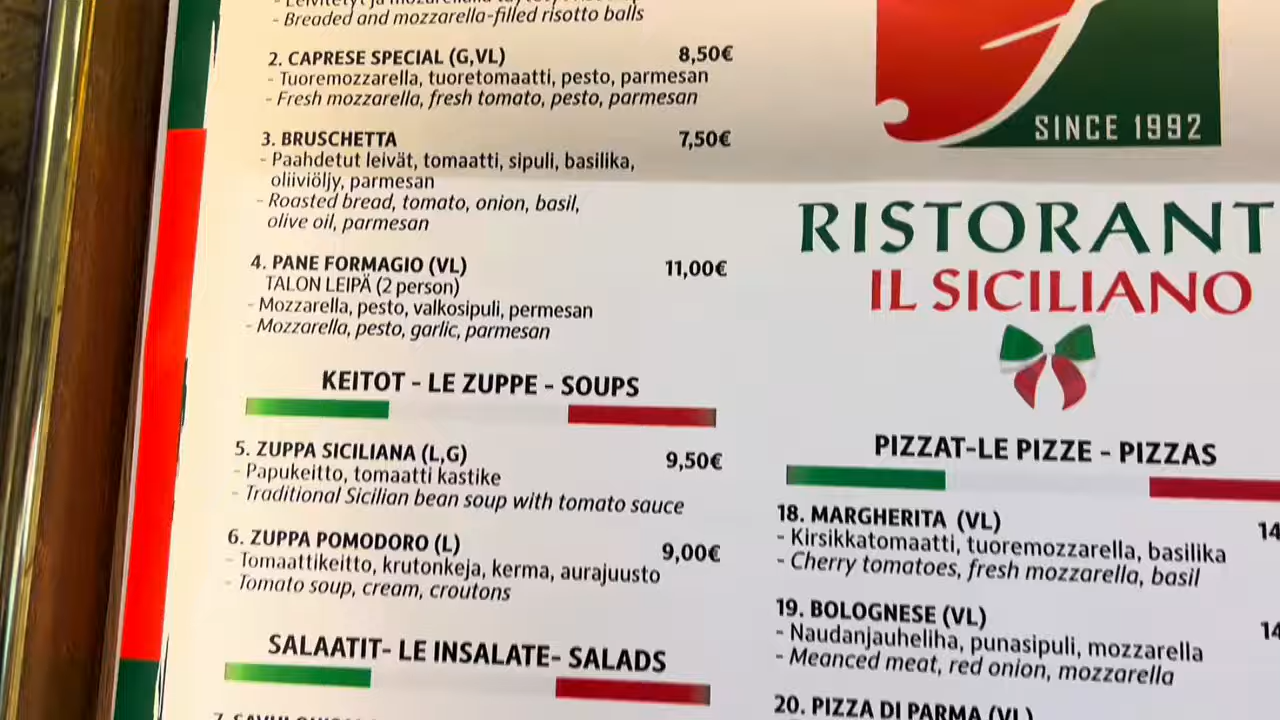 - Breaded and mozzarella-filled risotto balls
2. CAPRESE SPECIAL (G,VL) 8,50€
- Tuoremozzarella, tuoretomaatti, pesto, parmesan
- Fresh mozzarella, fresh tomato, pesto, parmesan
3. BRUSCHETTA 7,50€
- Paahdetut leivät, tomaatti, sipuli, basilika,
oliiviöljy, parmesan
- Roasted bread, tomato, onion, basil,
olive oil, parmesan
4. PANE FORMAGIO (VL) 11,00€
TALON LEIPÄ (2 person)
- Mozzarella, pesto, valkosipuli, permesan
- Mozzarella, pesto, garlic, parmesan
KEITOT - LE ZUPPE - SOUPS
5. ZUPPA SICILIANA (L,G) 9,50€
- Papukeitto, tomaatti kastike
- Traditional Sicilian bean soup with tomato sauce
6. ZUPPA POMODORO (L) 9,00€
- Tomaattikeitto, krutonkeja, kerma, aurajuusto
- Tomato soup, cream, croutons
SALAATIT- LE INSALATE- SALADS
SINCE 1992
RISTORANT
IL SICILIANO
PIZZAT-LE PIZZE - PIZZAS
18. MARGHERITA (VL) 14
- Kirsikkatomaatti, tuoremozzarella, basilika
- Cherry tomatoes, fresh mozzarella, basil
19. BOLOGNESE (VL) 14
- Naudanjauheliha, punasipuli, mozzarella
- Meanced meat, red onion, mozzarella
20. PIZZA DI PARMA (VL)